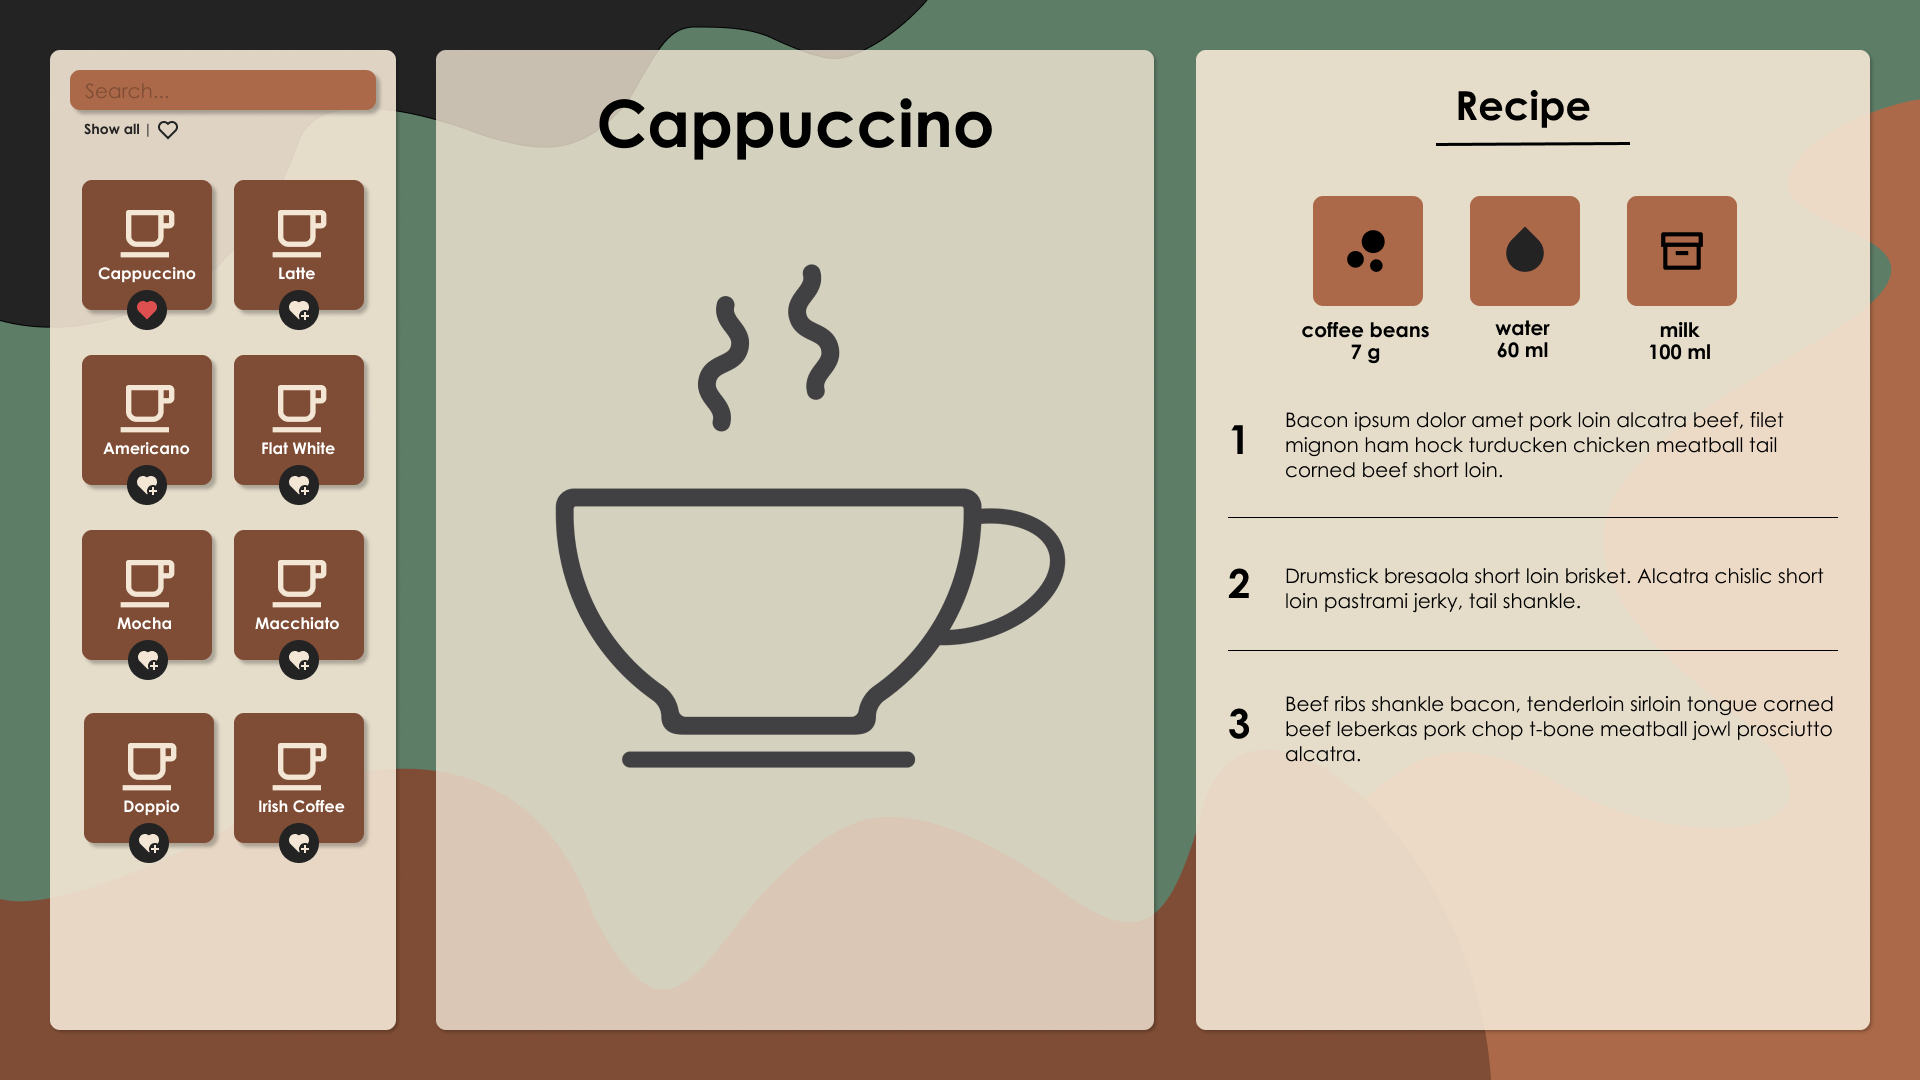 Search...
Show all |
Cappuccino
Latte
Americano
Flat White
Mocha
Macchiato
Doppio
Irish Coffee
Cappuccino
Recipe
coffee beans
7 g
water
60 ml
milk
100 ml
1
Bacon ipsum dolor amet pork loin alcatra beef, filet
mignon ham hock turducken chicken meatball tail
corned beef short loin.
2
Drumstick bresaola short loin brisket. Alcatra chislic short
loin pastrami jerky, tail shankle.
3
Beef ribs shankle bacon, tenderloin sirloin tongue corned
beef leberkas pork chop t-bone meatball jowl prosciutto
alcatra.